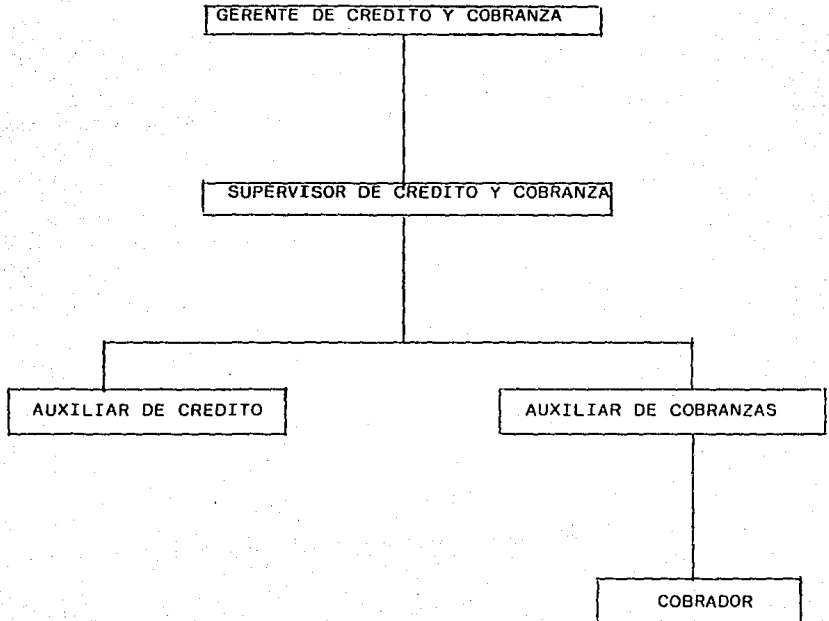 GERENTE DE CREDITO Y COBRANZA
SUPERVISOR DE CREDITO Y COBRANZA
AUXILIAR DE CREDITO
AUXILIAR DE COBRANZAS
COBRADOR